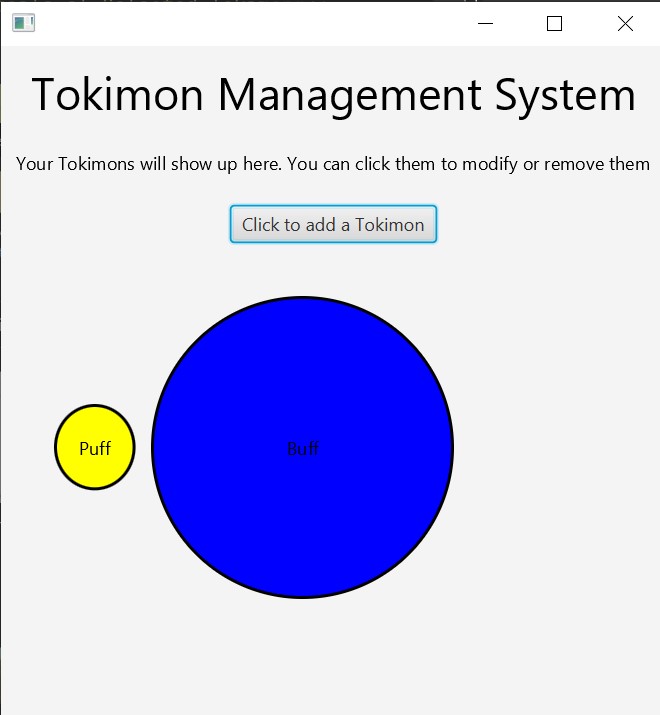 Tokimon Management System
Your Tokimons will show up here. You can click them to modify or remove them
Click to add a Tokimon
Puff
Buff